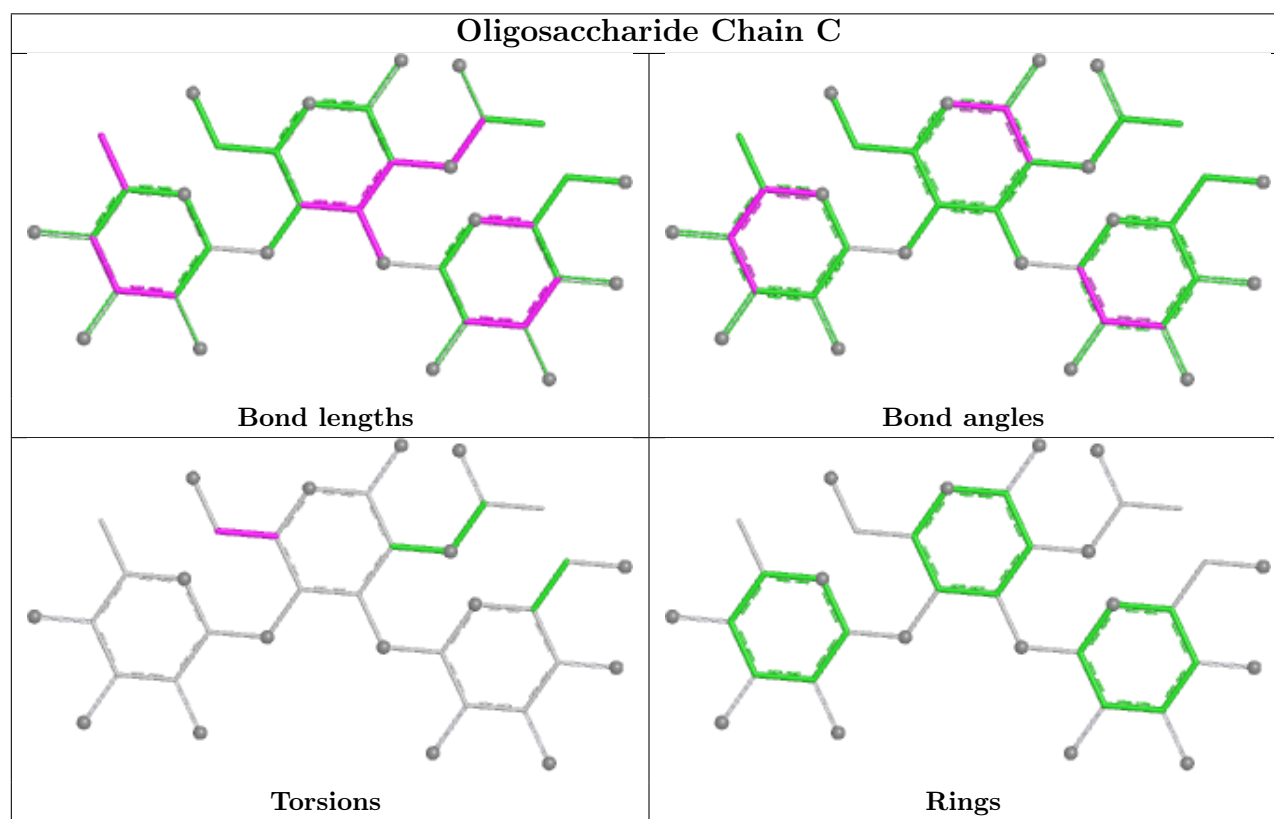 Oligosaccharide Chain C
Bond lengths
Bond angles
Torsions
Rings